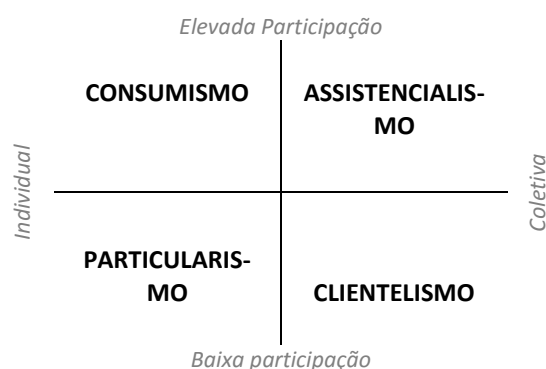 Elevada Participação
CONSUMISMO
ASSISTENCIALIS-
MO
Individual
Coletiva
PARTICULARIS-
MO
CLIENTELISMO
Baixa participação